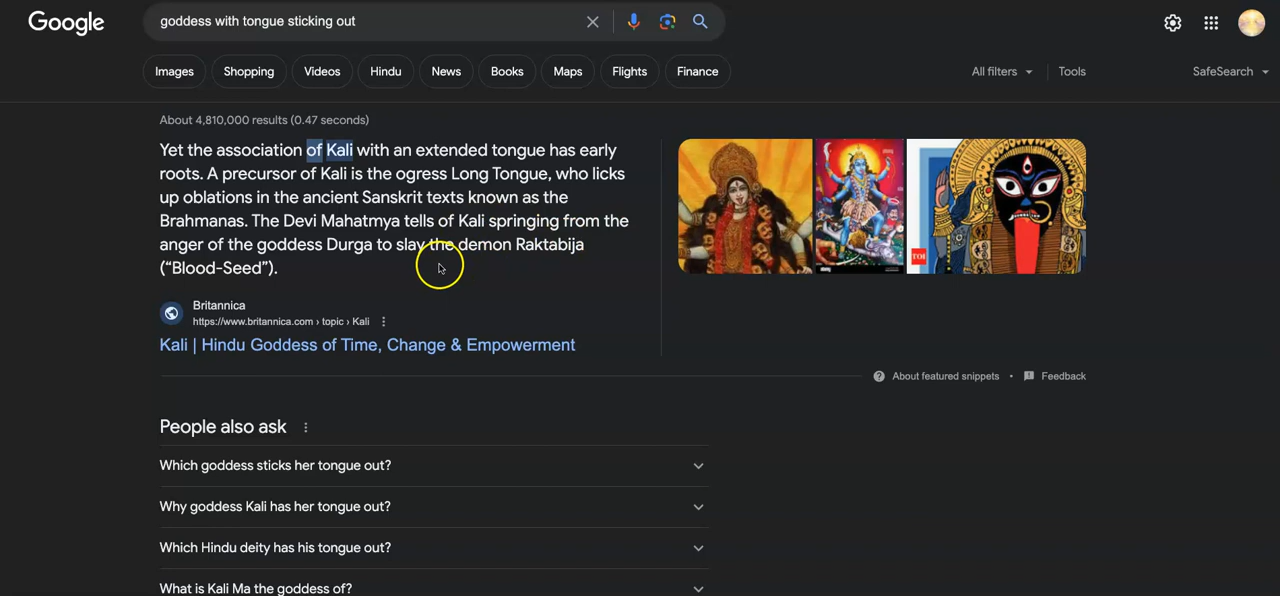 Google
goddess with tongue sticking out
Images Shopping Videos Hindu News Books Maps Flights Finance All filters Tools SafeSearch
About 4,810,000 results (0.47 seconds)
Yet the association of Kali with an extended tongue has early
roots. A precursor of Kali is the ogress Long Tongue, who licks
up oblations in the ancient Sanskrit texts known as the
Brahmanas. The Devi Mahatmya tells of Kali springing from the
anger of the goddess Durga to slay the demon Raktabija
(“Blood-Seed”).
TOI
Britannica
https://www.britannica.com › topic › Kali
Kali | Hindu Goddess of Time, Change & Empowerment
About featured snippets • Feedback
People also ask
Which goddess sticks her tongue out?
Why goddess Kali has her tongue out?
Which Hindu deity has his tongue out?
What is Kali Ma the goddess of?